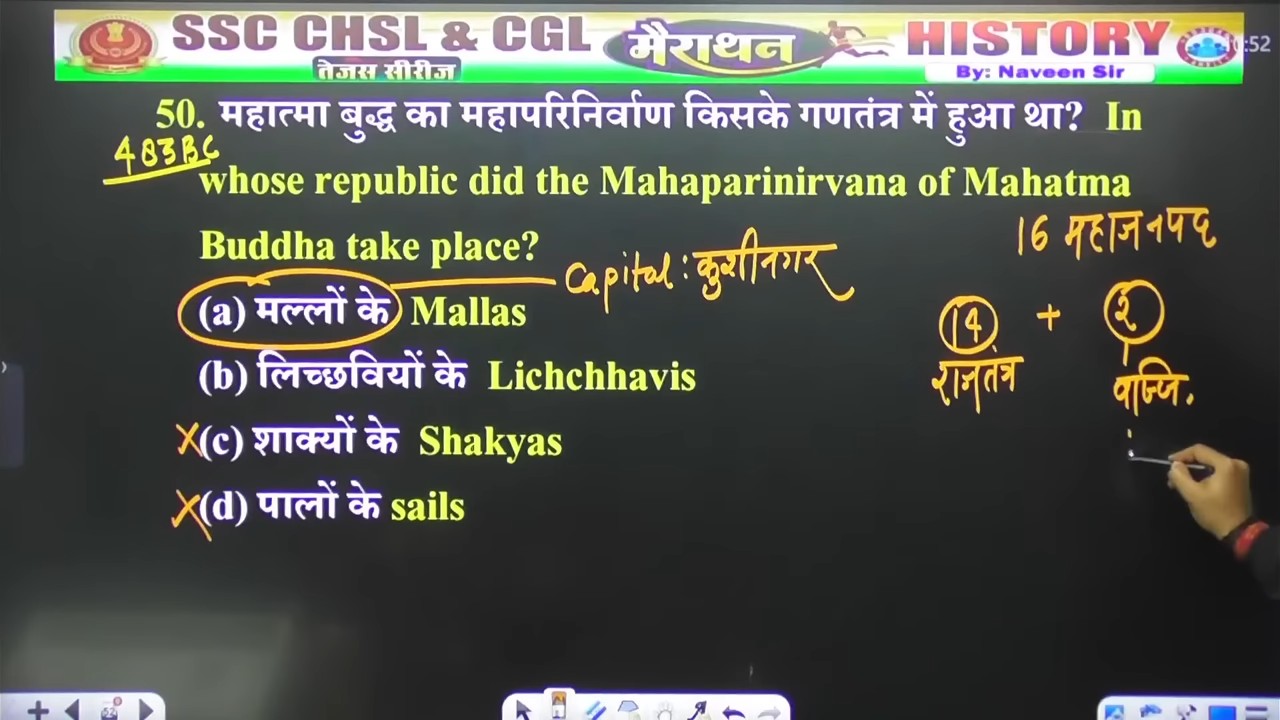 SSC CHSL & CGL मैराथन HISTORY
तेजस सीरीज
By: Naveen Sir
50. महात्मा बुद्ध का महापरिनिर्वाण किसके गणतंत्र में हुआ था? In
483BC
whose republic did the Mahaparinirvana of Mahatma
Buddha take place?
Capital: कुशीनगर
(a) मल्लों के Mallas
(b) लिच्छवियों के Lichchhavis
X(c) शाक्यों के Shakyas
X(d) पालों के sails
16 महाजनपद
14 + 2
राजतंत्र
वज्जि.